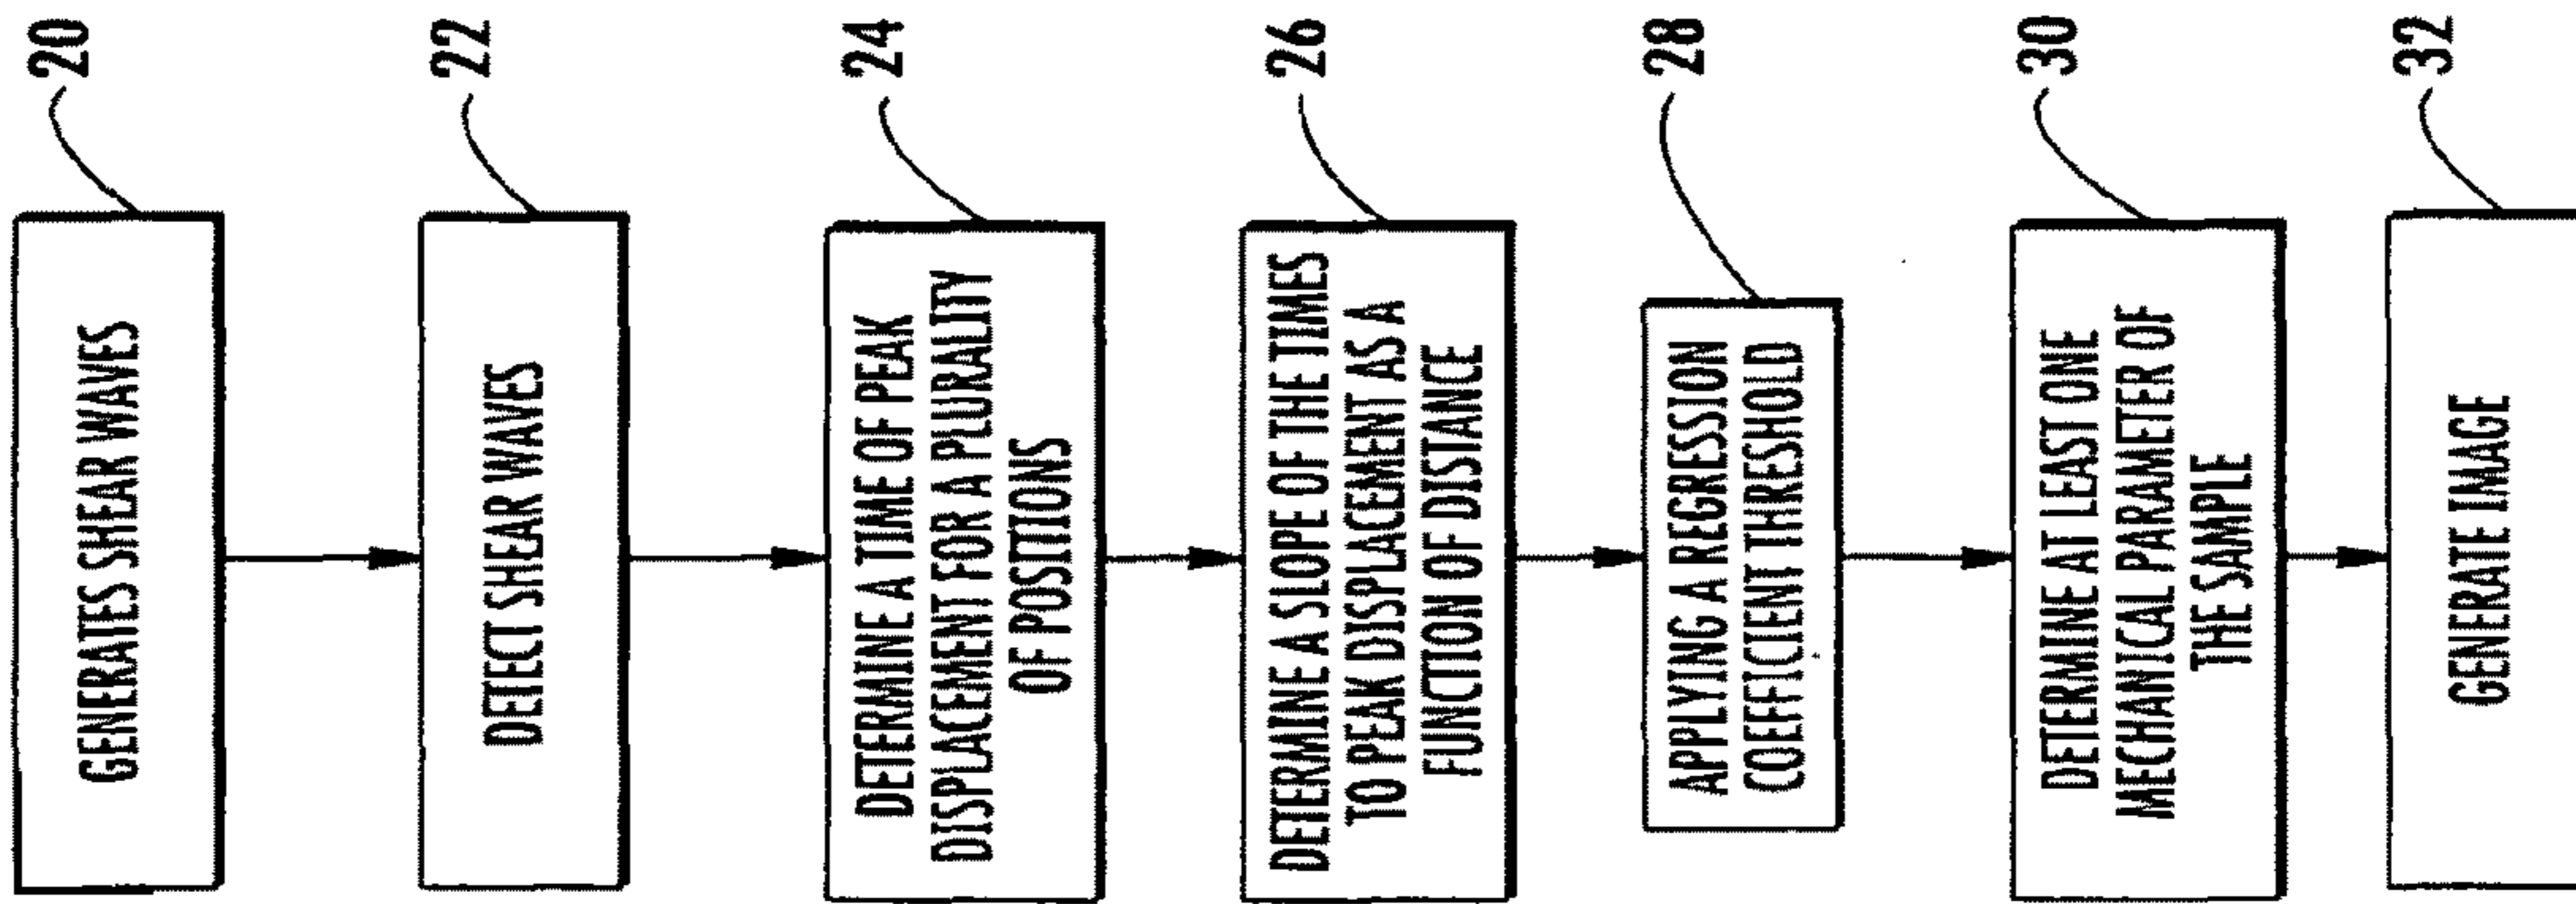 20
GENERATES SHEAR WAVES
22
DETECT SHEAR WAVES
24
DETERMINE A TIME OF PEAK
DISPLACEMENT FOR A PLURALITY
OF POSITIONS
26
DETERMINE A SLOPE OF THE TIMES
TO PEAK DISPLACEMENT AS A
FUNCTION OF DISTANCE
28
APPLYING A REGRESSION
COEFFICIENT THRESHOLD
30
DETERMINE AT LEAST ONE
MECHANICAL PARAMETER OF
THE SAMPLE
32
GENERATE IMAGE